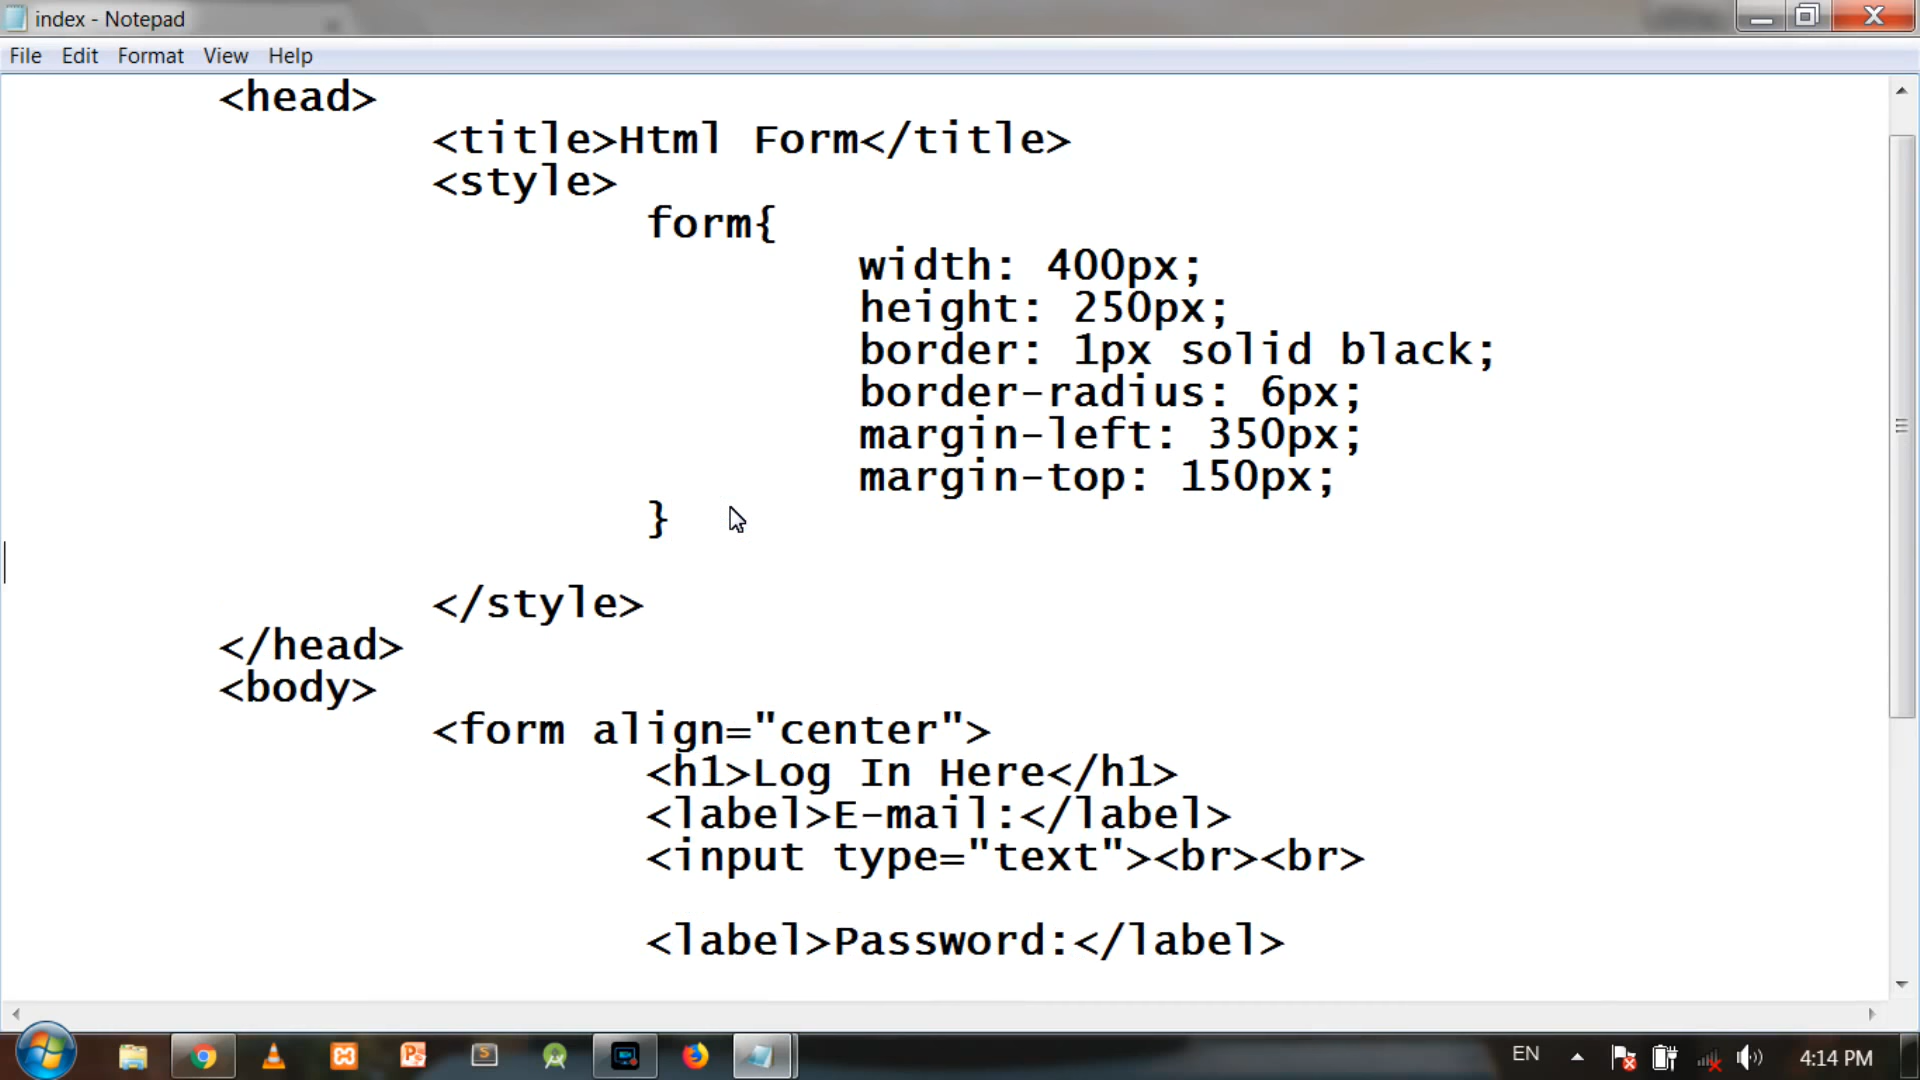 index - Notepad
File Edit Format View Help
<head>
<title>Html Form</title>
<style>
form{
width: 400px;
height: 250px;
border: 1px solid black;
border-radius: 6px;
margin-left: 350px;
margin-top: 150px;
}
</style>
</head>
<body>
<form align="center">
<h1>Log In Here</h1>
<label>E-mail:</label>
<input type="text"><br><br>
<label>Password:</label>
EN 4:14 PM